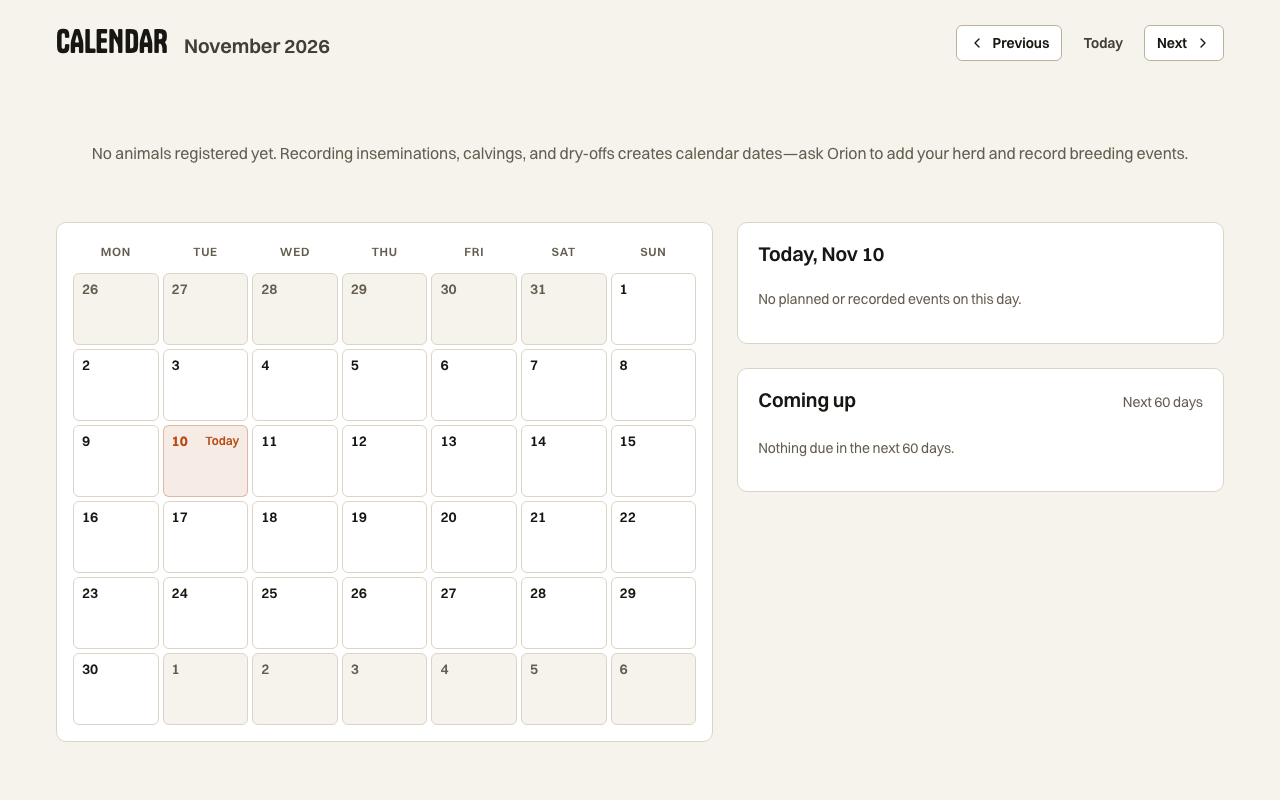 CALENDAR November 2026
Previous Today Next
No animals registered yet. Recording inseminations, calvings, and dry-offs creates calendar dates—ask Orion to add your herd and record breeding events.
MON TUE WED THU FRI SAT SUN
26 27 28 29 30 31 1
2 3 4 5 6 7 8
9 10 Today 11 12 13 14 15
16 17 18 19 20 21 22
23 24 25 26 27 28 29
30 1 2 3 4 5 6
Today, Nov 10
No planned or recorded events on this day.
Coming up Next 60 days
Nothing due in the next 60 days.